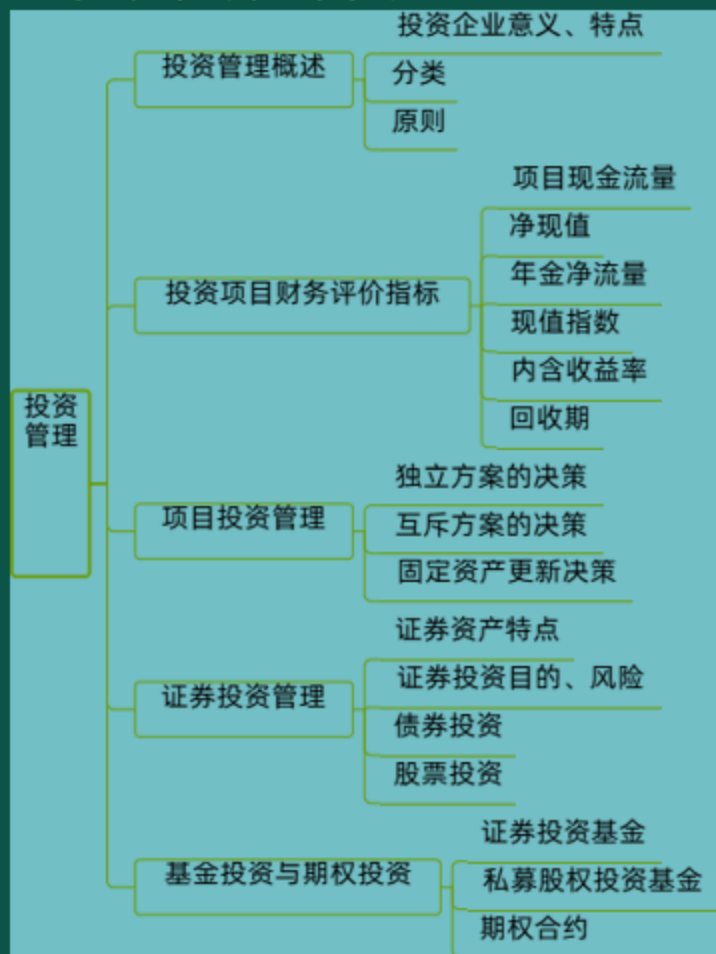 投资企业意义、特点
投资管理概述
分类
原则
项目现金流量
净现值
投资项目财务评价指标
年金净流量
现值指数
内含收益率
回收期
投资
管理
独立方案的决策
项目投资管理
互斥方案的决策
固定资产更新决策
证券资产特点
证券投资管理
证券投资目的、风险
债券投资
股票投资
证券投资基金
基金投资与期权投资
私募股权投资基金
期权合约